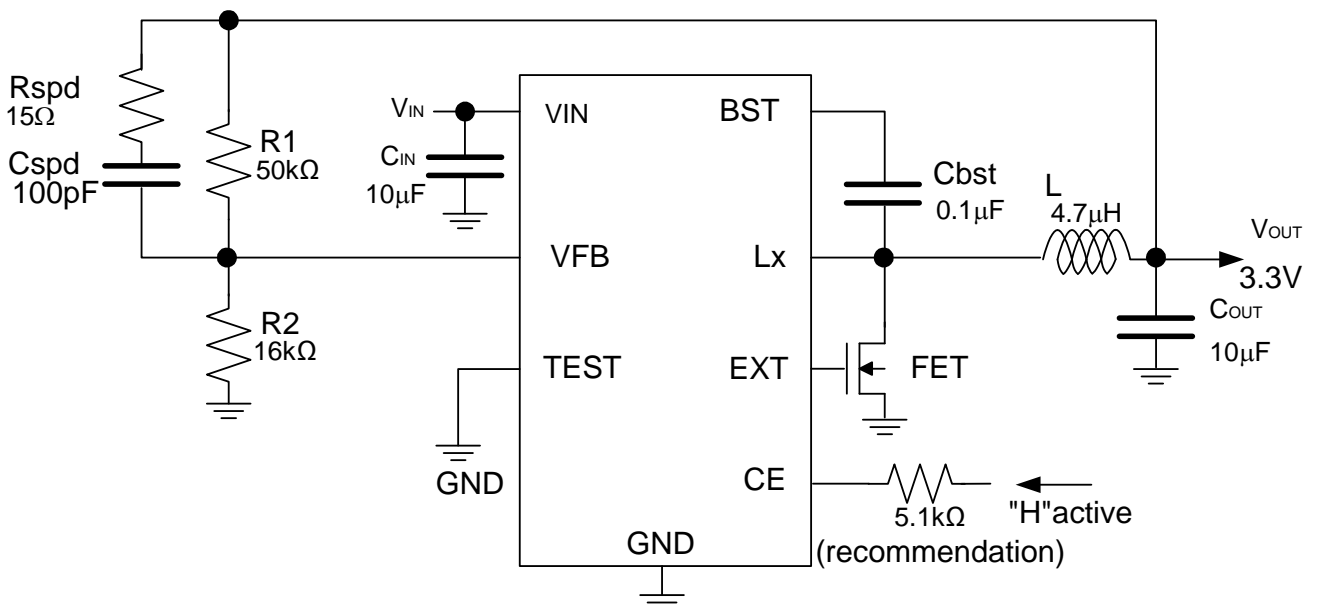 Rspd
15Ω
Cspd
100pF
R1
50kΩ
R2
16kΩ
VIN
CIN
10μF
VIN
VFB
TEST
GND
BST
Lx
EXT
CE
GND
Cbst
0.1μF
L
4.7μH
VOUT
3.3V
COUT
10μF
FET
5.1kΩ
"H"active
(recommendation)